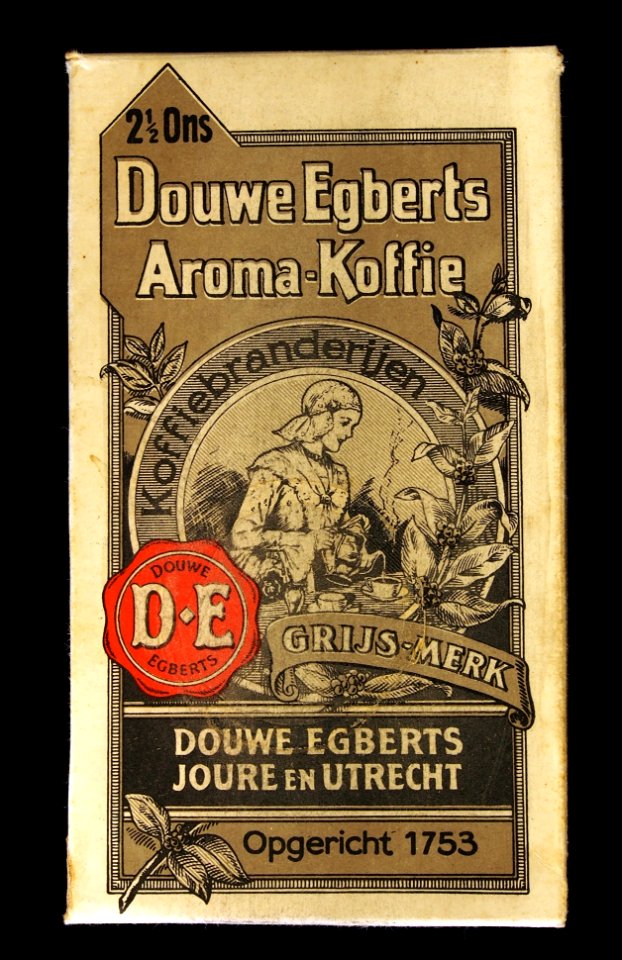 2½ Ons
Douwe Egberts
Aroma-Koffie
Koffiebranderijen
DOUWE
D·E
EGBERTS
GRIJS-MERK
DOUWE EGBERTS
JOURE EN UTRECHT
Opgericht 1753